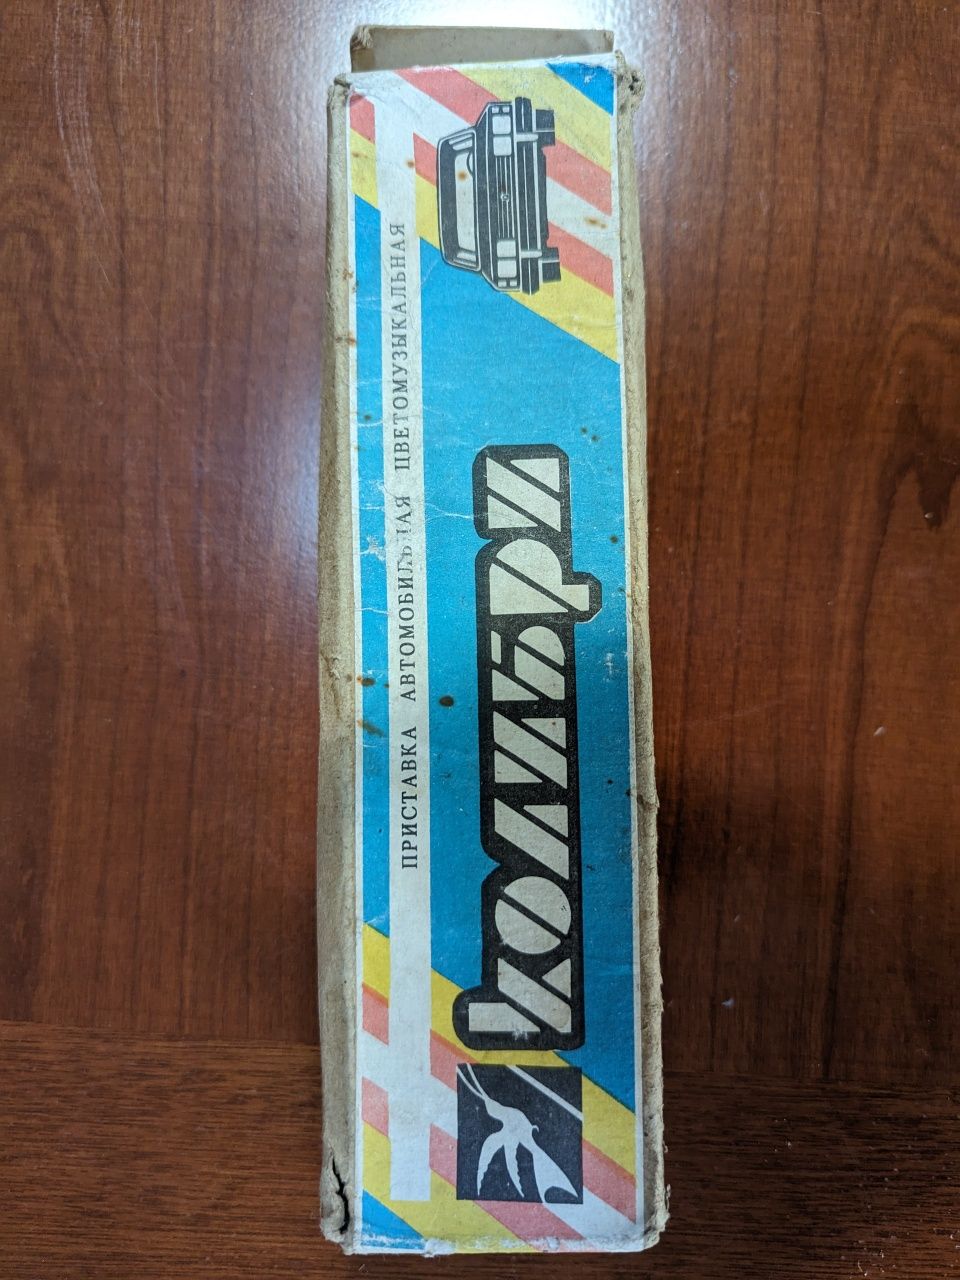 ПРИСТАВКА АВТОМОБИЛЬНАЯ ЦВЕТОМУЗЫКАЛЬНАЯ
колибри